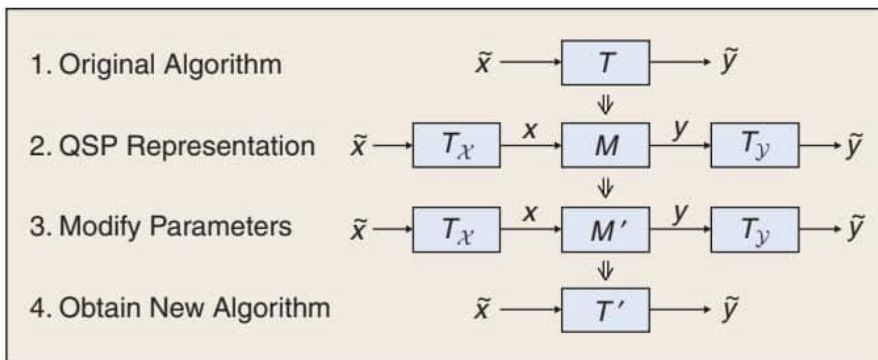 1. Original Algorithm x̃ T ỹ
⇓
2. QSP Representation x̃ T𝒳 x M y T𝒴 ỹ
⇓
3. Modify Parameters x̃ T𝒳 x M′ y T𝒴 ỹ
⇓
4. Obtain New Algorithm x̃ T′ ỹ